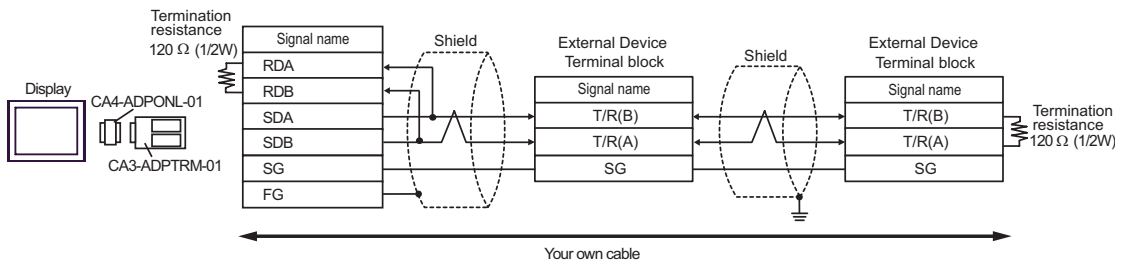 Termination
resistance
120 Ω (1/2W)
Display
CA4-ADPONL-01
CA3-ADPTRM-01
Signal name
RDA
RDB
SDA
SDB
SG
FG
Shield
External Device
Terminal block
Signal name
T/R(B)
T/R(A)
SG
Shield
External Device
Terminal block
Signal name
T/R(B)
T/R(A)
SG
Termination
resistance
120 Ω (1/2W)
Your own cable